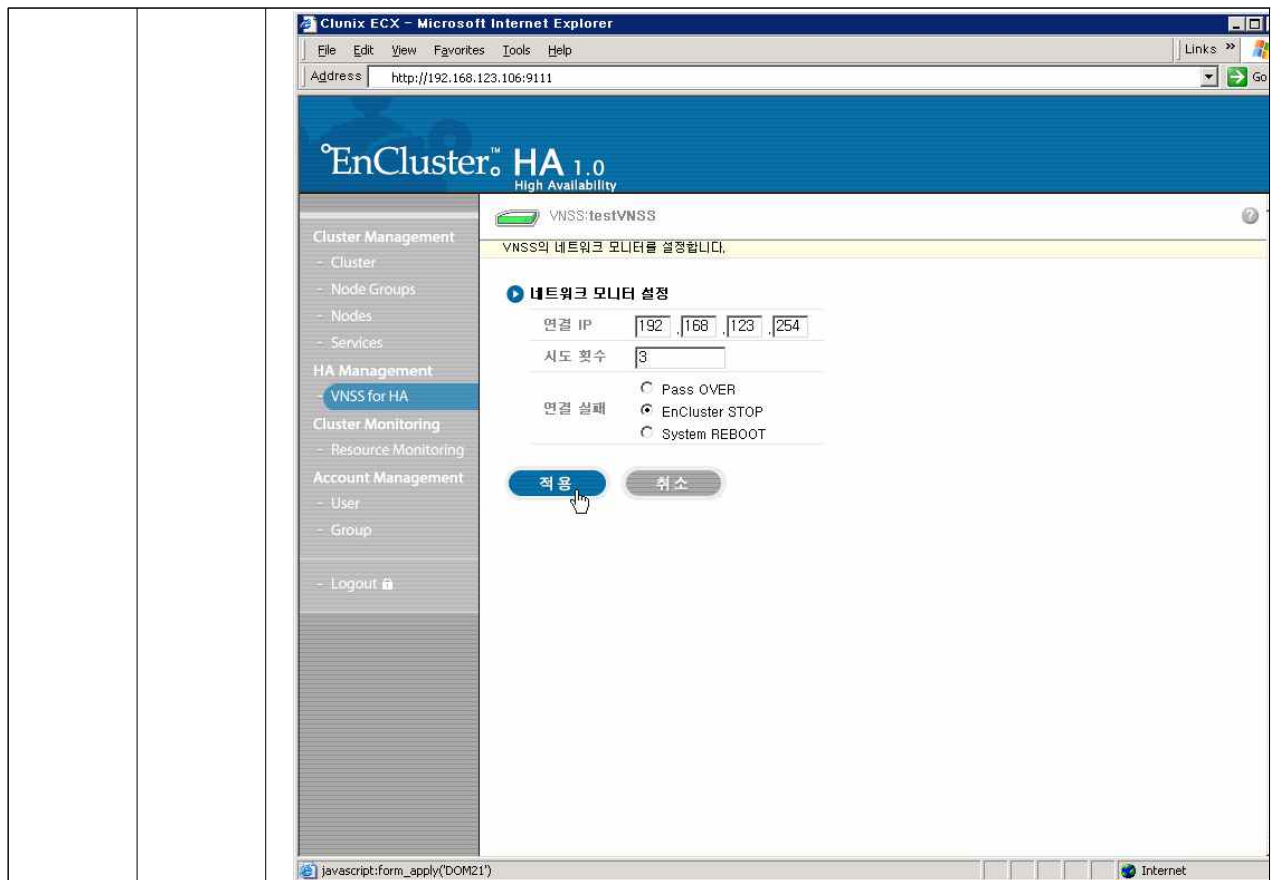 Clunix ECX - Microsoft Internet Explorer
File Edit View Favorites Tools Help Links »
Address http://192.168.123.106:9111 Go
EnCluster™ HA 1.0
High Availability
VNSS:testVNSS
VNSS의 네트워크 모니터를 설정합니다.
Cluster Management
- Cluster
- Node Groups
- Nodes
- Services
HA Management
- VNSS for HA
Cluster Monitoring
- Resource Monitoring
Account Management
- User
- Group
- Logout
네트워크 모니터 설정
연결 IP 192 . 168 . 123 . 254
시도 횟수 3
연결 실패
Pass OVER
EnCluster STOP
System REBOOT
적용 취소
javascript:form_apply('DOM21') Internet